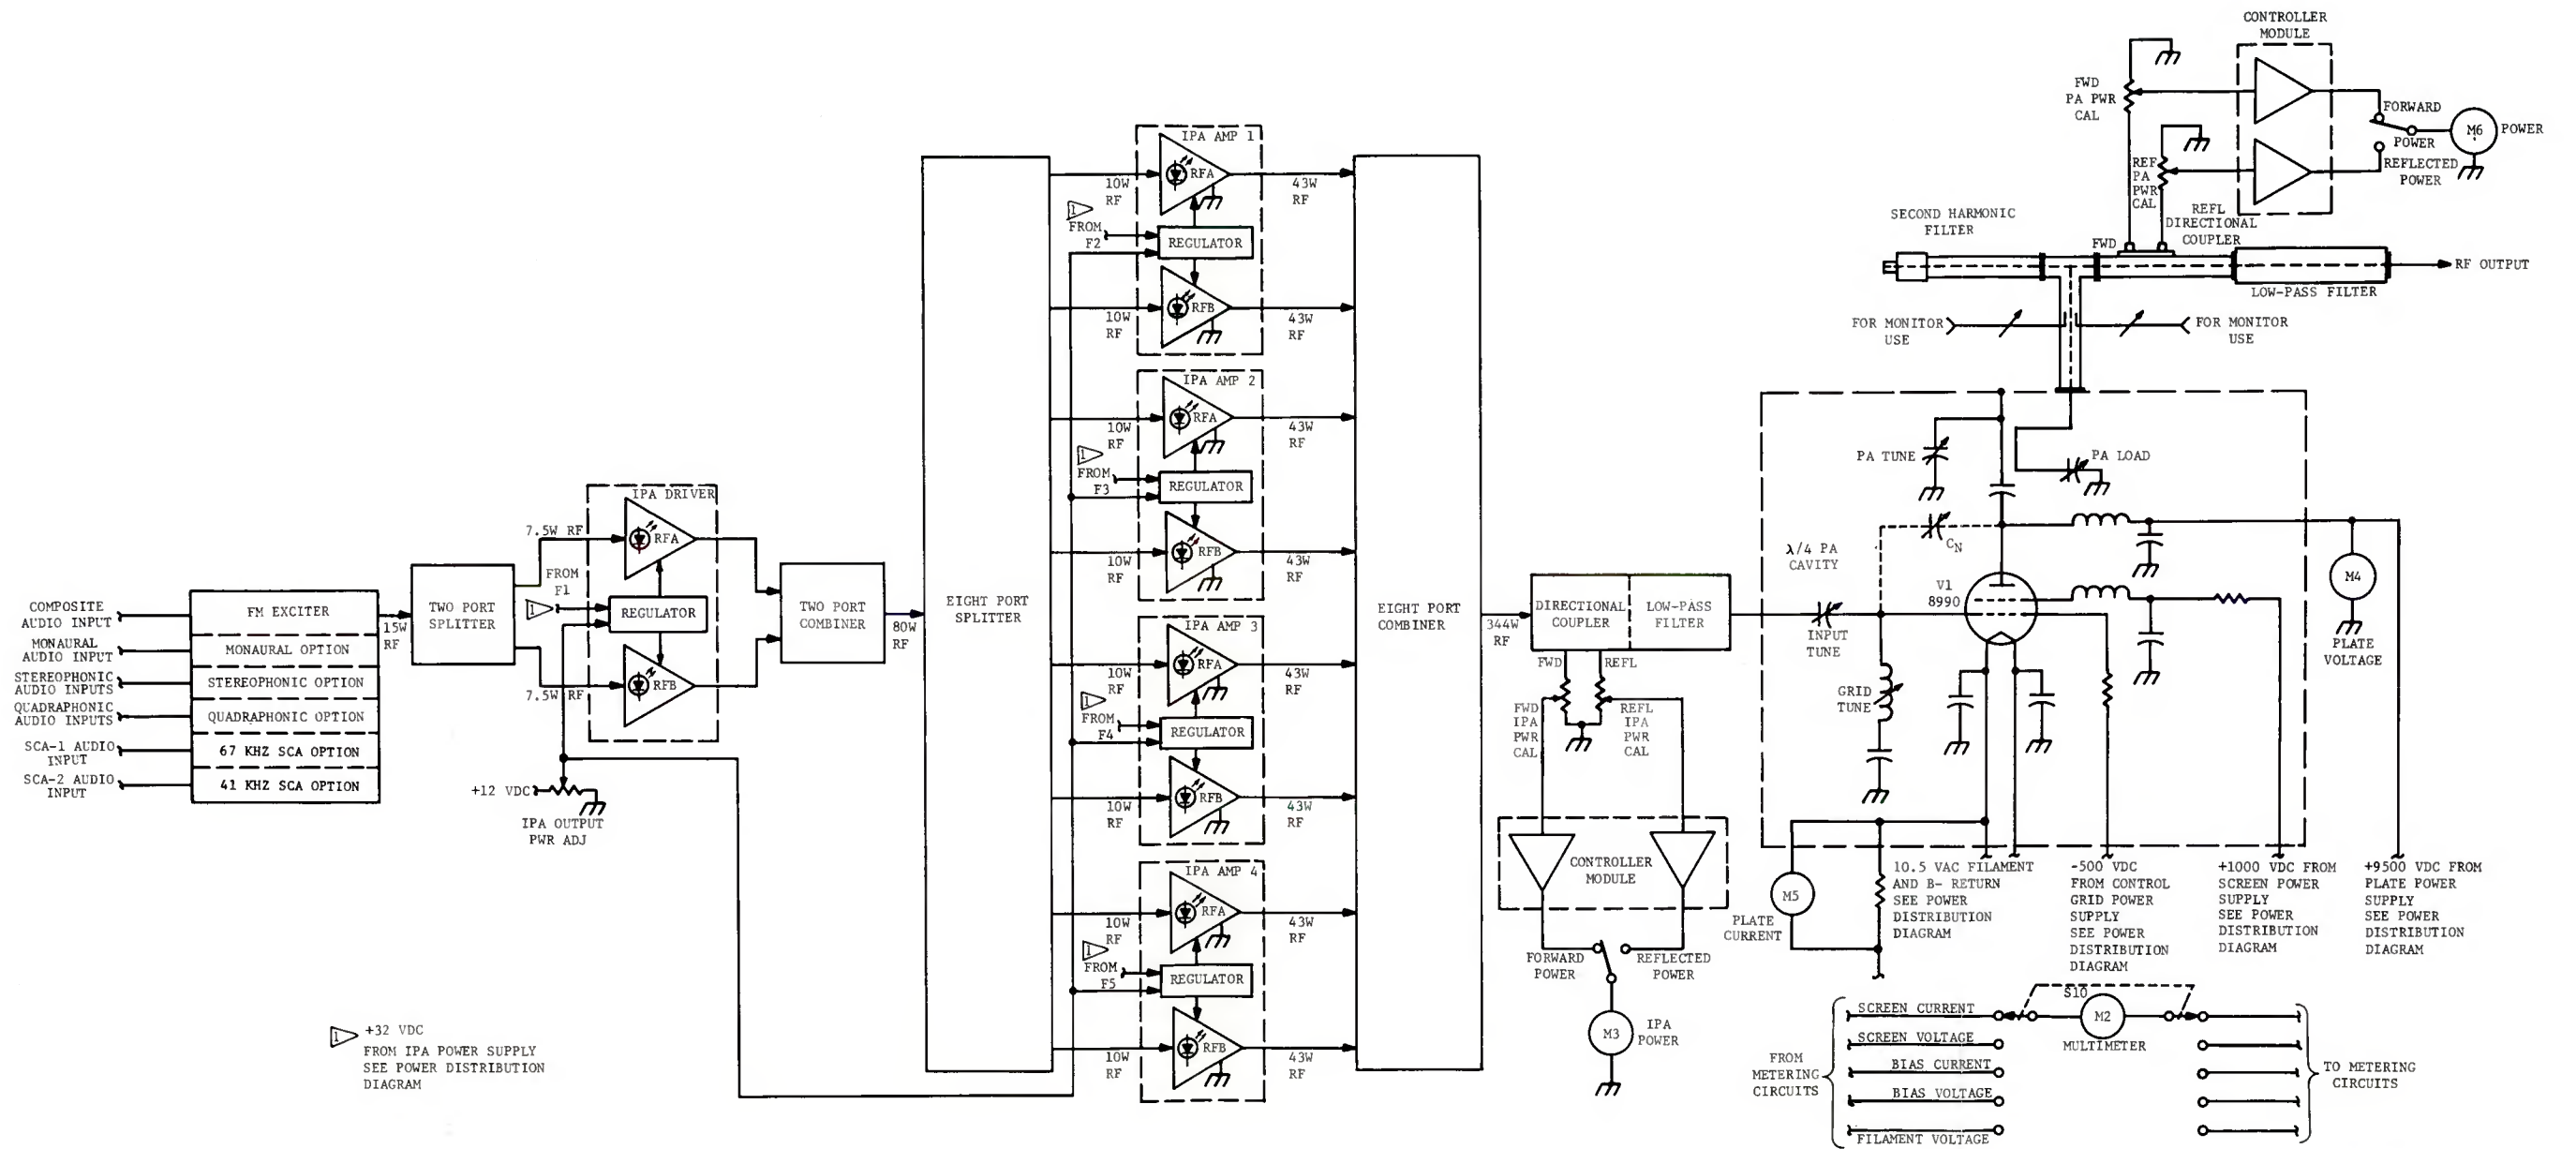 COMPOSITE
AUDIO INPUT
MONAURAL
AUDIO INPUT
STEREOPHONIC
AUDIO INPUTS
QUADRAPHONIC
AUDIO INPUTS
SCA-1 AUDIO
INPUT
SCA-2 AUDIO
INPUT
FM EXCITER
MONAURAL OPTION
STEREOPHONIC OPTION
QUADRAPHONIC OPTION
67 KHZ SCA OPTION
41 KHZ SCA OPTION
15W
RF
TWO PORT
SPLITTER
7.5W RF
FROM
F1
1
7.5W RF
IPA DRIVER
RFA
REGULATOR
RFB
+12 VDC
IPA OUTPUT
PWR ADJ
TWO PORT
COMBINER
80W
RF
EIGHT PORT
SPLITTER
1 +32 VDC
FROM IPA POWER SUPPLY
SEE POWER DISTRIBUTION
DIAGRAM
IPA AMP 1
10W
RF
RFA
43W
RF
1
FROM
F2
REGULATOR
10W
RF
RFB
43W
RF
IPA AMP 2
10W
RF
RFA
43W
RF
1
FROM
F3
REGULATOR
10W
RF
RFB
43W
RF
IPA AMP 3
10W
RF
RFA
43W
RF
1
FROM
F4
REGULATOR
10W
RF
RFB
43W
RF
IPA AMP 4
10W
RF
RFA
43W
RF
1
FROM
F5
REGULATOR
10W
RF
RFB
43W
RF
EIGHT PORT
COMBINER
344W
RF
DIRECTIONAL
COUPLER
LOW-PASS
FILTER
FWD
REFL
FWD
IPA
PWR
CAL
REFL
IPA
PWR
CAL
CONTROLLER
MODULE
FORWARD
POWER
REFLECTED
POWER
M3
IPA
POWER
CONTROLLER
MODULE
FWD
PA PWR
CAL
REF
PA
PWR
CAL
FORWARD
POWER
REFLECTED
POWER
M6
POWER
SECOND HARMONIC
FILTER
FWD
REFL
DIRECTIONAL
COUPLER
RF OUTPUT
LOW-PASS FILTER
FOR MONITOR
USE
FOR MONITOR
USE
PA TUNE
PA LOAD
λ/4 PA
CAVITY
CN
V1
8990
INPUT
TUNE
GRID
TUNE
M4
PLATE
VOLTAGE
M5
PLATE
CURRENT
10.5 VAC FILAMENT
AND B- RETURN
SEE POWER
DISTRIBUTION
DIAGRAM
-500 VDC
FROM CONTROL
GRID POWER
SUPPLY
SEE POWER
DISTRIBUTION
DIAGRAM
+1000 VDC FROM
SCREEN POWER
SUPPLY
SEE POWER
DISTRIBUTION
DIAGRAM
+9500 VDC FROM
PLATE POWER
SUPPLY
SEE POWER
DISTRIBUTION
DIAGRAM
FROM
METERING
CIRCUITS
SCREEN CURRENT
SCREEN VOLTAGE
BIAS CURRENT
BIAS VOLTAGE
FILAMENT VOLTAGE
S10
M2
MULTIMETER
TO METERING
CIRCUITS